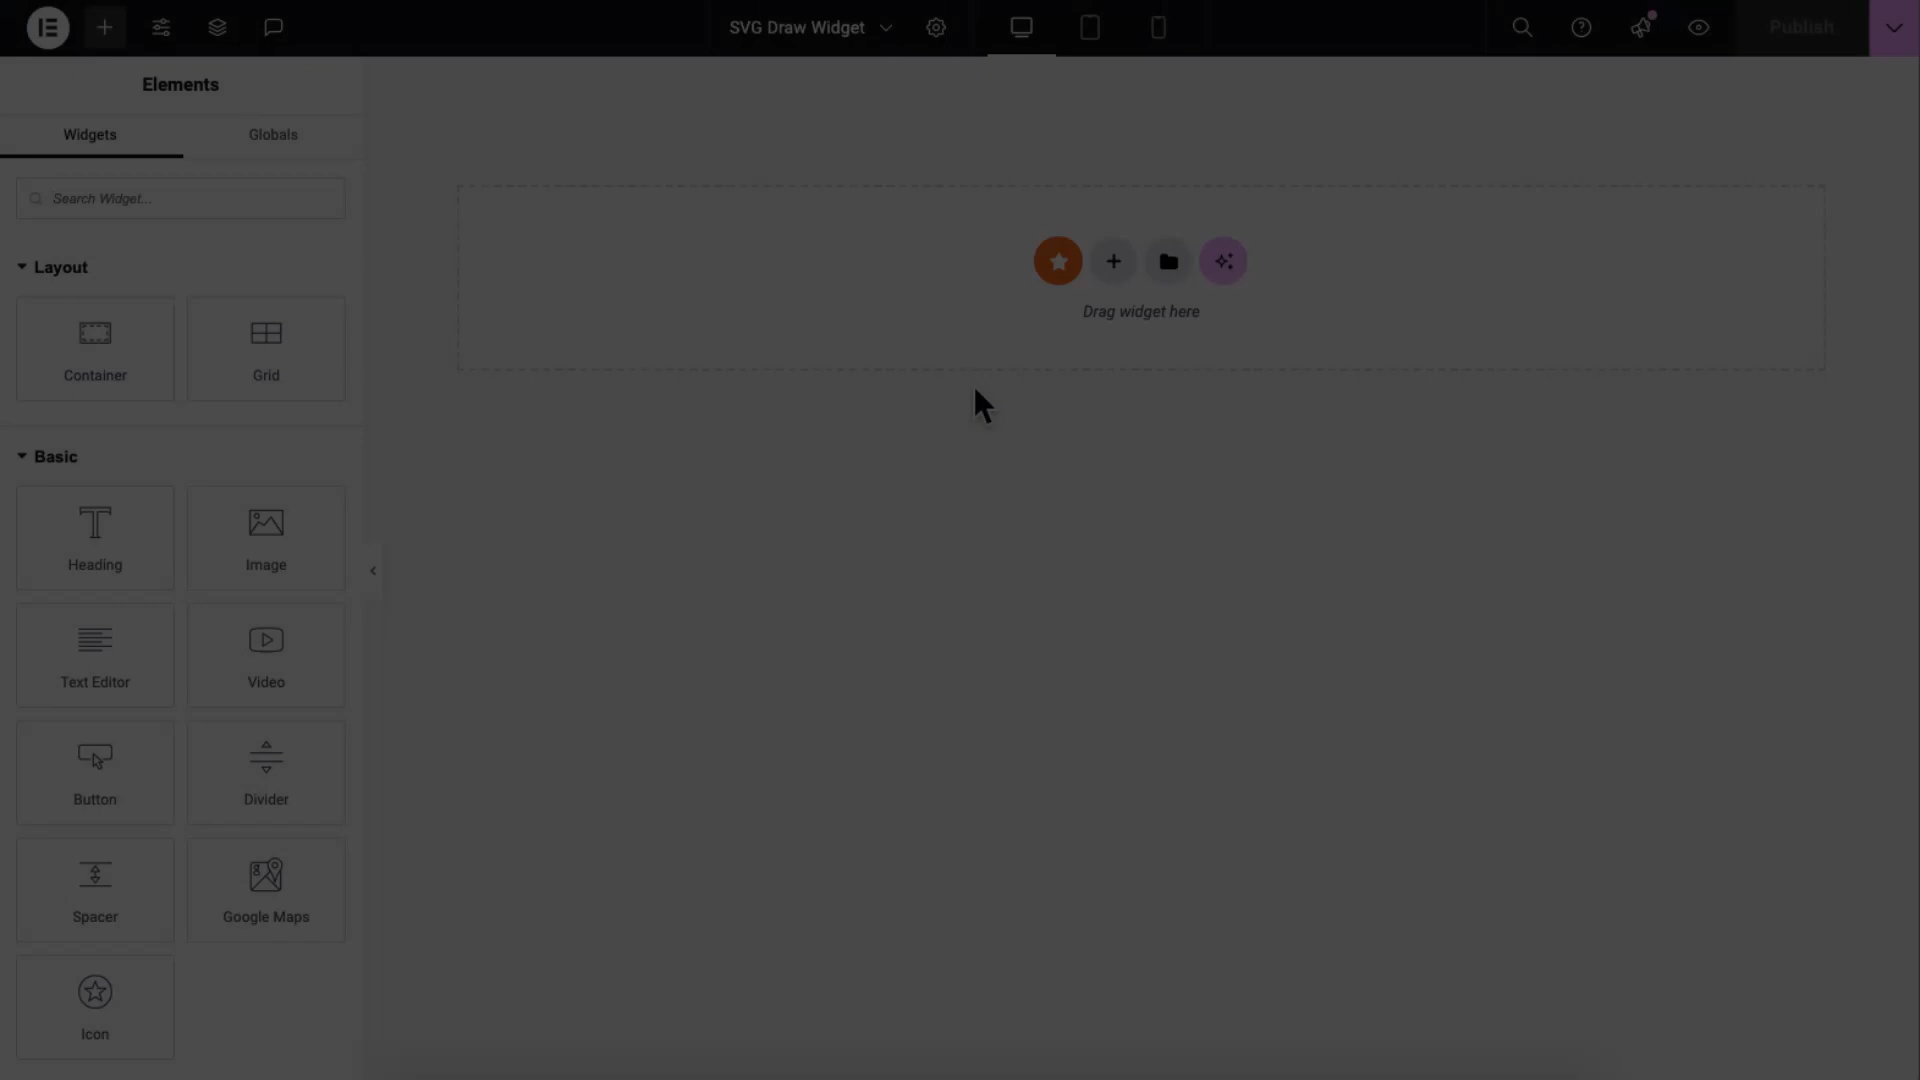 SVG Draw Widget
Publish
Elements
Widgets
Globals
Search Widget...
Layout
Container
Grid
Drag widget here
Basic
Heading
Image
Text Editor
Video
Button
Divider
Spacer
Google Maps
Icon